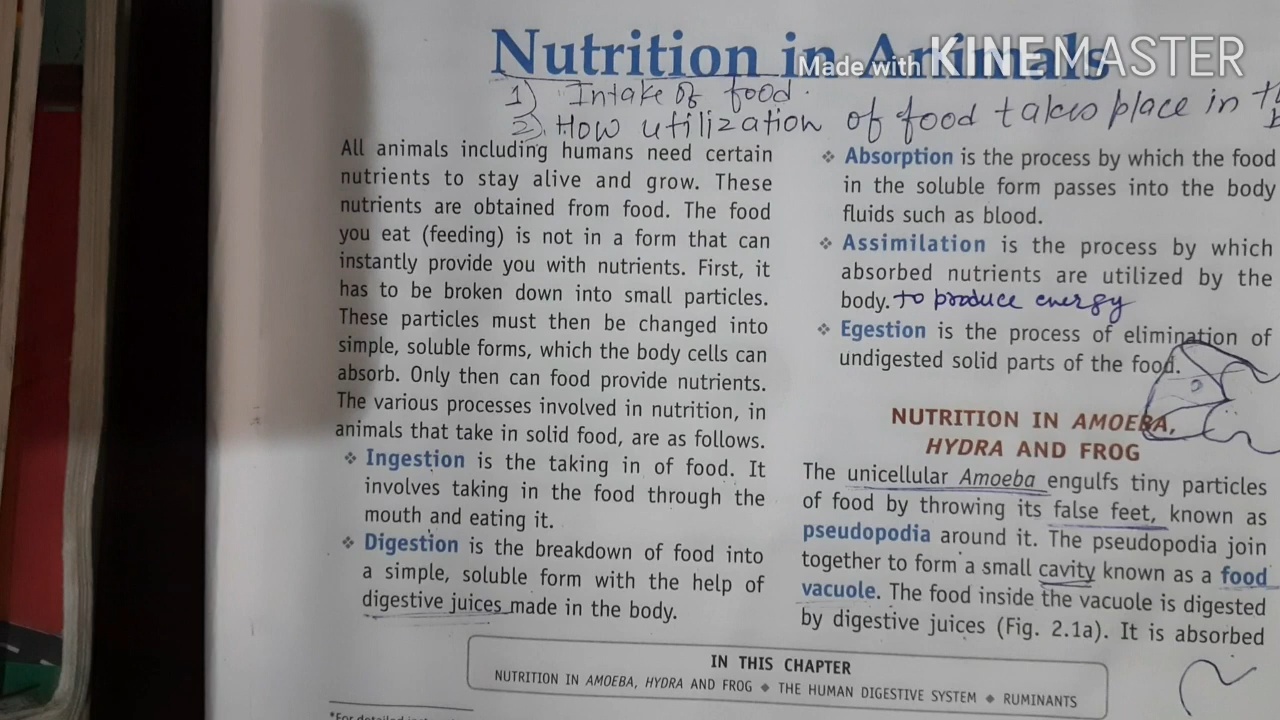 Nutrition in Animals
Made with KINEMASTER
1) Intake of food.
2). How utilization of food takes place in
All animals including humans need certain
nutrients to stay alive and grow. These
nutrients are obtained from food. The food
you eat (feeding) is not in a form that can
instantly provide you with nutrients. First, it
has to be broken down into small particles.
These particles must then be changed into
simple, soluble forms, which the body cells can
absorb. Only then can food provide nutrients.
The various processes involved in nutrition, in
animals that take in solid food, are as follows.
❖ Ingestion is the taking in of food. It
involves taking in the food through the
mouth and eating it.
❖ Digestion is the breakdown of food into
a simple, soluble form with the help of
digestive juices made in the body.
❖ Absorption is the process by which the food
in the soluble form passes into the body
fluids such as blood.
❖ Assimilation is the process by which
absorbed nutrients are utilized by the
body. to produce energy
❖ Egestion is the process of elimination of
undigested solid parts of the food.
NUTRITION IN AMOEBA,
HYDRA AND FROG
The unicellular Amoeba engulfs tiny particles
of food by throwing its false feet, known as
pseudopodia around it. The pseudopodia join
together to form a small cavity known as a food
vacuole. The food inside the vacuole is digested
by digestive juices (Fig. 2.1a). It is absorbed
IN THIS CHAPTER
NUTRITION IN AMOEBA, HYDRA AND FROG ◆ THE HUMAN DIGESTIVE SYSTEM ◆ RUMINANTS
*For detailed